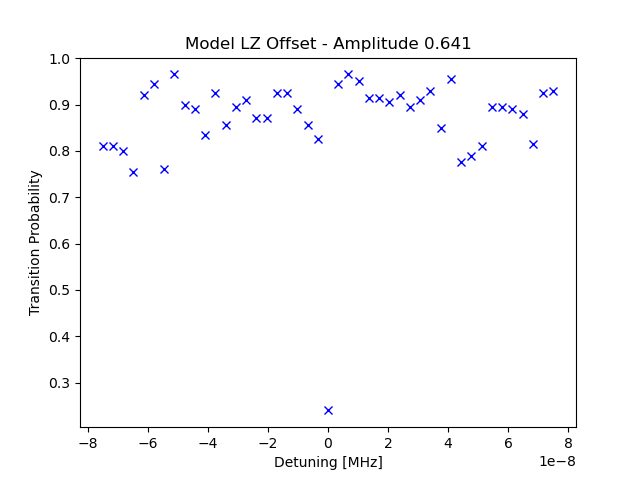 Model LZ Offset - Amplitude 0.641
1.0
0.9
0.8
0.7
0.6
0.5
0.4
0.3
Transition Probability
−8 −6 −4 −2 0 2 4 6 8
1e−8
Detuning [MHz]